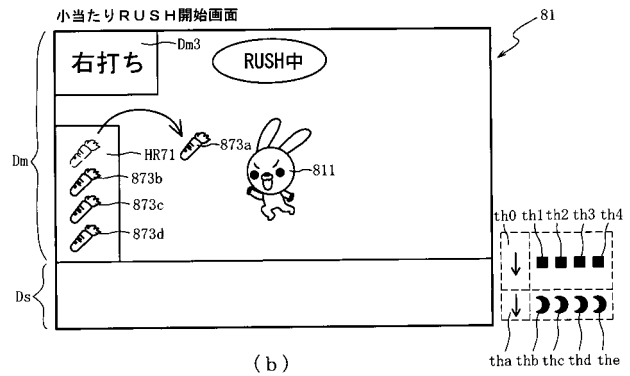 小当たりＲＵＳＨ開始画面
81
右打ち
Dm3
RUSH中
Dm
HR71
873a
811
873b
873c
873d
th0 th1 th2 th3 th4
↓
Ds
↓
tha thb thc thd the
(b)